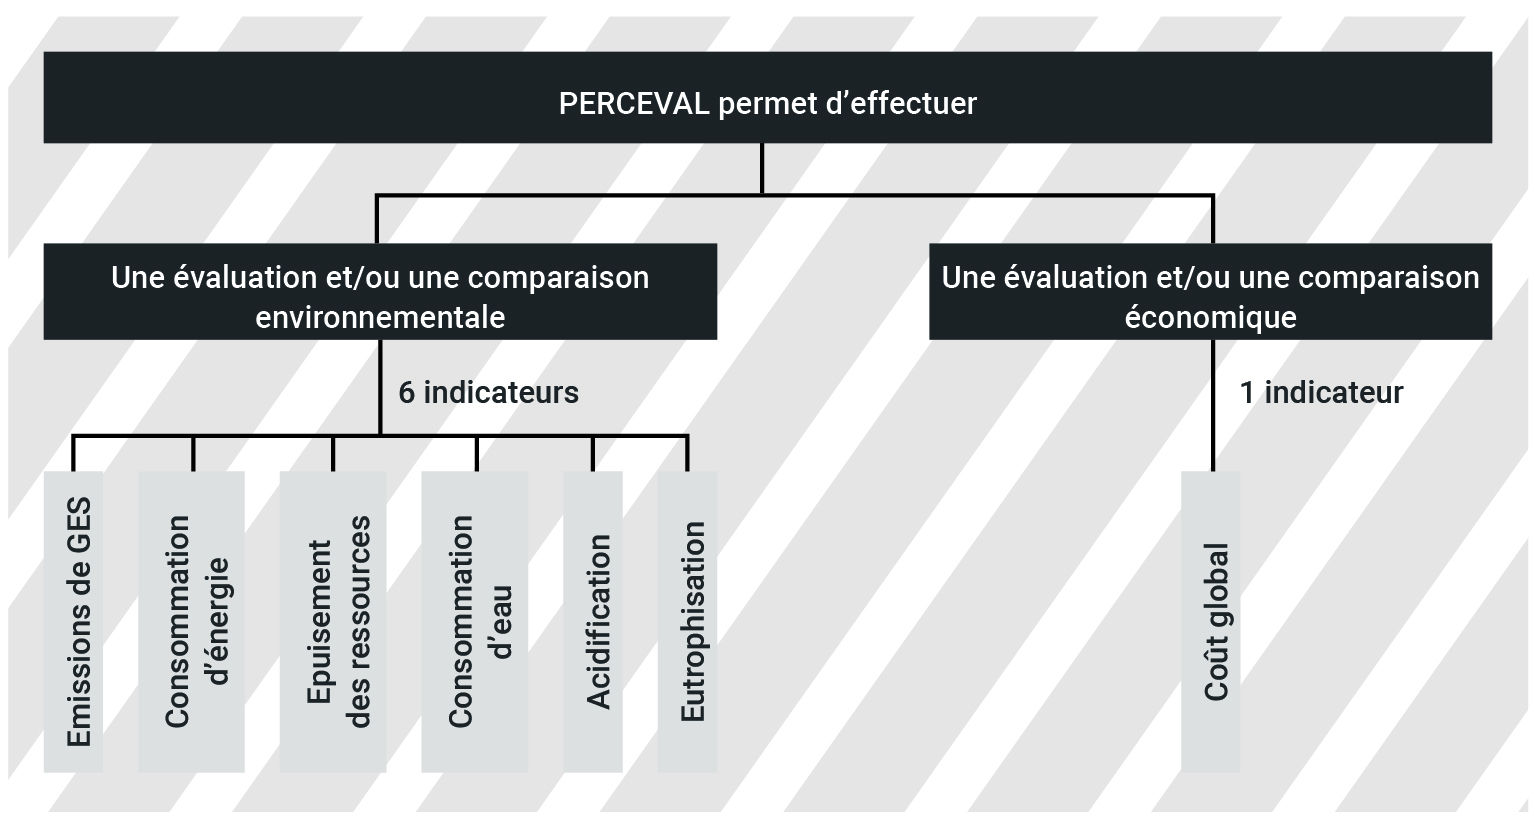 PERCEVAL permet d’effectuer
Une évaluation et/ou une comparaison
environnementale
Une évaluation et/ou une comparaison
économique
6 indicateurs
1 indicateur
Emissions de GES
Consommation
d’énergie
Epuisement
des ressources
Consommation
d’eau
Acidification
Eutrophisation
Coût global